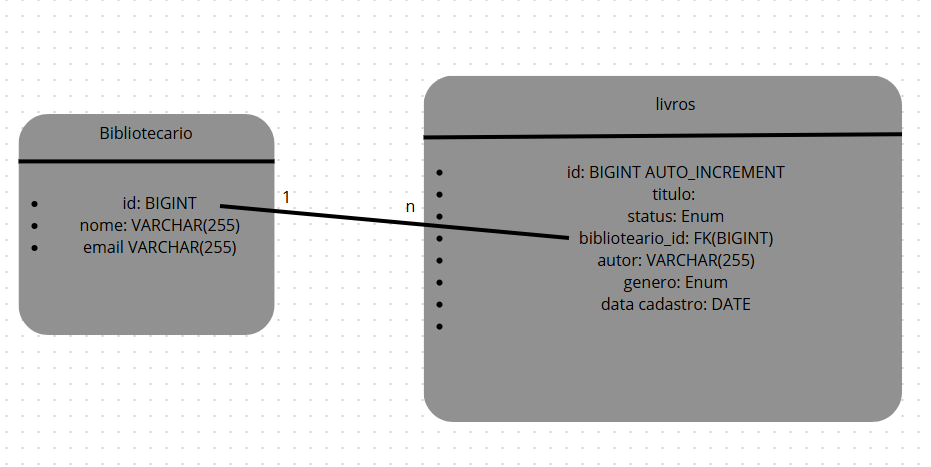 Bibliotecario
id: BIGINT
nome: VARCHAR(255)
email VARCHAR(255)
1
n
livros
id: BIGINT AUTO_INCREMENT
titulo:
status: Enum
biblioteario_id: FK(BIGINT)
autor: VARCHAR(255)
genero: Enum
data cadastro: DATE